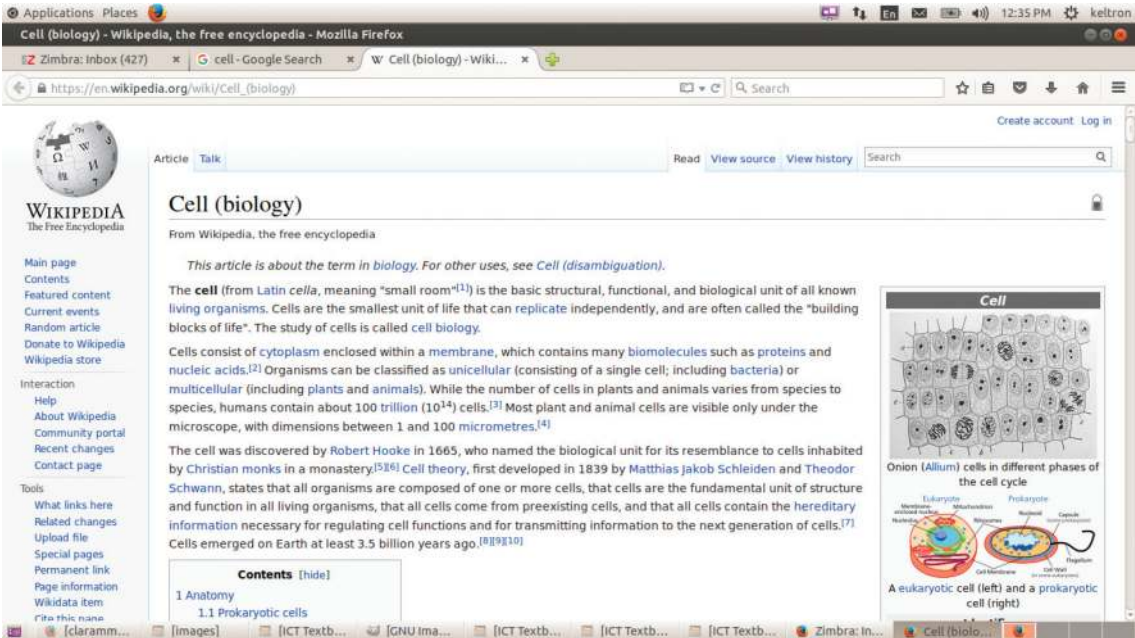 Applications Places
En 12:35 PM keltron
Cell (biology) - Wikipedia, the free encyclopedia - Mozilla Firefox
Zimbra: Inbox (427) × G cell - Google Search × W Cell (biology) - Wiki... ×
https://en.wikipedia.org/wiki/Cell_(biology)
Search
Create account Log in
Article Talk
Read View source View history Search
WIKIPEDIA
The Free Encyclopedia
Main page
Contents
Featured content
Current events
Random article
Donate to Wikipedia
Wikipedia store
Interaction
Help
About Wikipedia
Community portal
Recent changes
Contact page
Tools
What links here
Related changes
Upload file
Special pages
Permanent link
Page information
Wikidata item
Cite this page
Cell (biology)
From Wikipedia, the free encyclopedia
This article is about the term in biology. For other uses, see Cell (disambiguation).
The cell (from Latin cella, meaning "small room"[1]) is the basic structural, functional, and biological unit of all known
living organisms. Cells are the smallest unit of life that can replicate independently, and are often called the "building
blocks of life". The study of cells is called cell biology.
Cells consist of cytoplasm enclosed within a membrane, which contains many biomolecules such as proteins and
nucleic acids.[2] Organisms can be classified as unicellular (consisting of a single cell; including bacteria) or
multicellular (including plants and animals). While the number of cells in plants and animals varies from species to
species, humans contain about 100 trillion (10^14) cells.[3] Most plant and animal cells are visible only under the
microscope, with dimensions between 1 and 100 micrometres.[4]
The cell was discovered by Robert Hooke in 1665, who named the biological unit for its resemblance to cells inhabited
by Christian monks in a monastery.[5][6] Cell theory, first developed in 1839 by Matthias Jakob Schleiden and Theodor
Schwann, states that all organisms are composed of one or more cells, that cells are the fundamental unit of structure
and function in all living organisms, that all cells come from preexisting cells, and that all cells contain the hereditary
information necessary for regulating cell functions and for transmitting information to the next generation of cells.[7]
Cells emerged on Earth at least 3.5 billion years ago.[8][9][10]
Contents [hide]
1 Anatomy
1.1 Prokaryotic cells
Cell
Onion (Allium) cells in different phases of
the cell cycle
Eukaryote Prokaryote
Membrane-
enclosed nucleus
Mitochondrion
Nucleolus
Ribosomes
Nucleoid
Capsule
Flagellum
Cell Membrane
Cell Wall
A eukaryotic cell (left) and a prokaryotic
cell (right)
[claramm... [images] [ICT Textb... [GNU Ima... [ICT Textb... [ICT Textb... [ICT Textb... Zimbra: In... Cell (biolo...